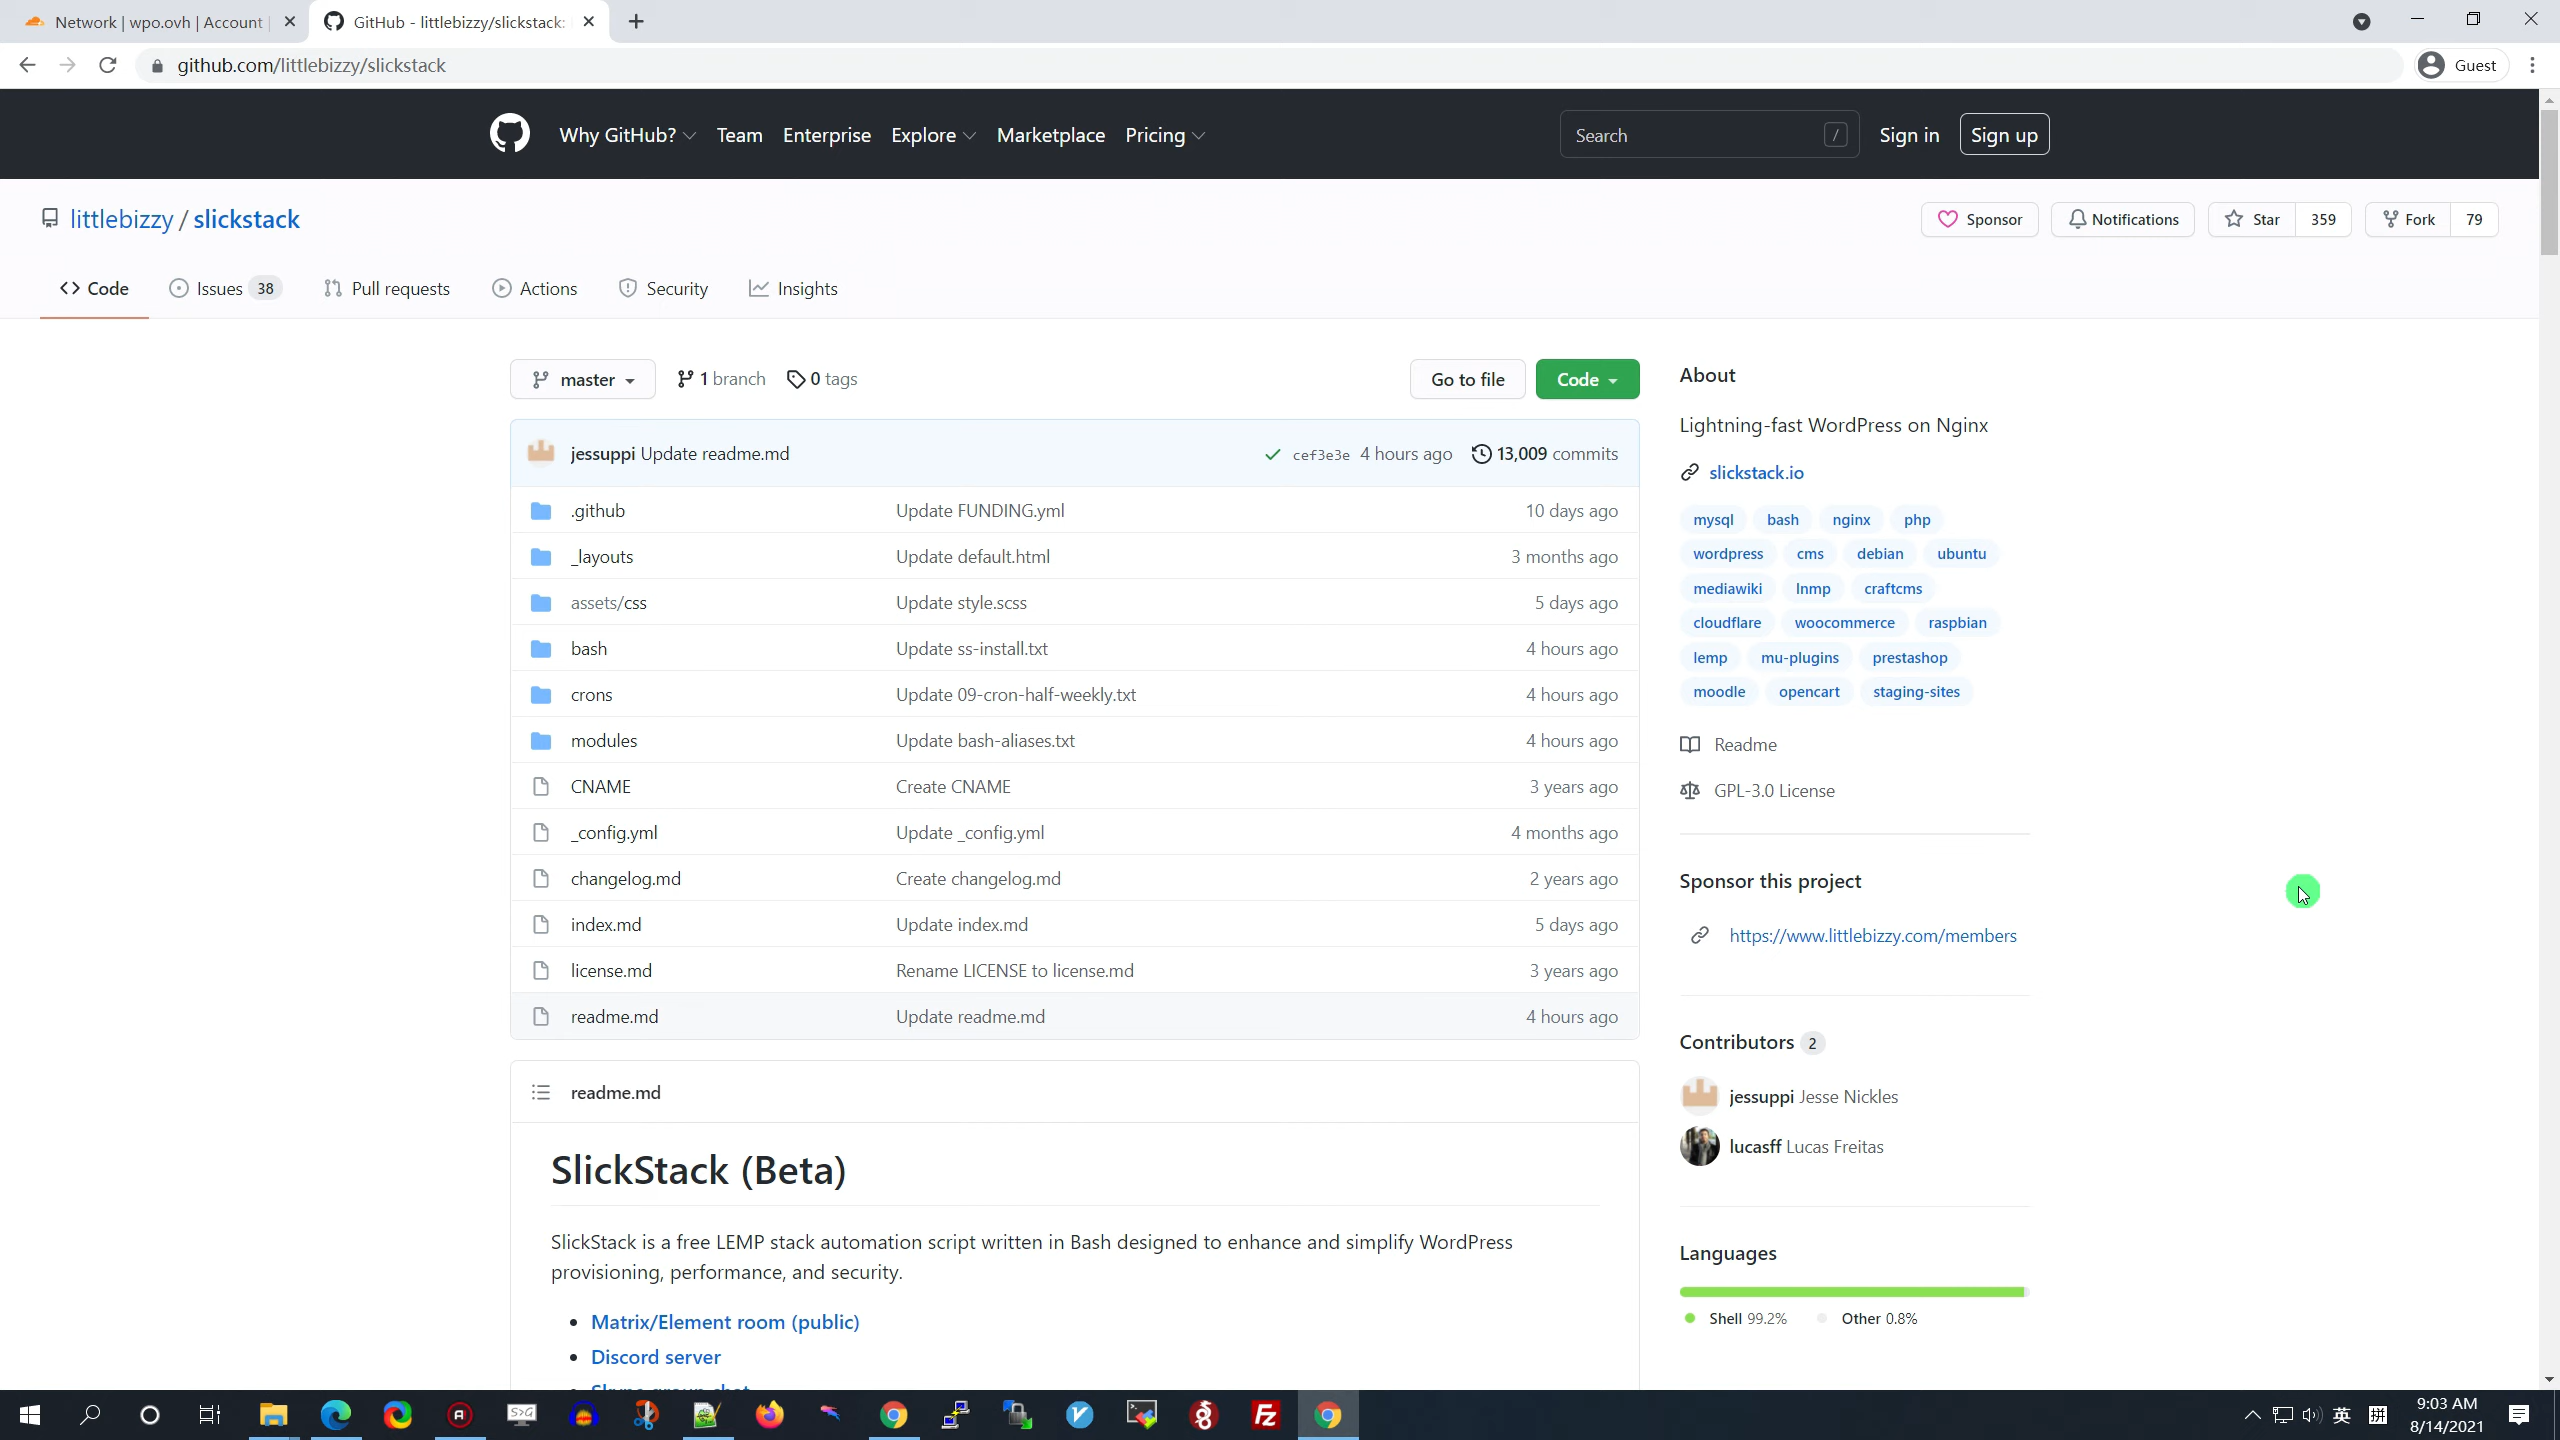 Network | wpo.ovh | Account
GitHub - littlebizzy/slickstack:
github.com/littlebizzy/slickstack
Guest
Why GitHub? Team Enterprise Explore Marketplace Pricing
Search /
Sign in Sign up
littlebizzy / slickstack
Sponsor Notifications Star 359 Fork 79
Code Issues 38 Pull requests Actions Security Insights
master 1 branch 0 tags Go to file Code
jessuppi Update readme.md cef3e3e 4 hours ago 13,009 commits
.github Update FUNDING.yml 10 days ago
_layouts Update default.html 3 months ago
assets/css Update style.scss 5 days ago
bash Update ss-install.txt 4 hours ago
crons Update 09-cron-half-weekly.txt 4 hours ago
modules Update bash-aliases.txt 4 hours ago
CNAME Create CNAME 3 years ago
_config.yml Update _config.yml 4 months ago
changelog.md Create changelog.md 2 years ago
index.md Update index.md 5 days ago
license.md Rename LICENSE to license.md 3 years ago
readme.md Update readme.md 4 hours ago
readme.md
SlickStack (Beta)
SlickStack is a free LEMP stack automation script written in Bash designed to enhance and simplify WordPress
provisioning, performance, and security.
Matrix/Element room (public)
Discord server
Skype group chat
About
Lightning-fast WordPress on Nginx
slickstack.io
mysql bash nginx php
wordpress cms debian ubuntu
mediawiki lnmp craftcms
cloudflare woocommerce raspbian
lemp mu-plugins prestashop
moodle opencart staging-sites
Readme
GPL-3.0 License
Sponsor this project
https://www.littlebizzy.com/members
Contributors 2
jessuppi Jesse Nickles
lucasff Lucas Freitas
Languages
Shell 99.2% Other 0.8%
S>G
英 拼
9:03 AM
8/14/2021